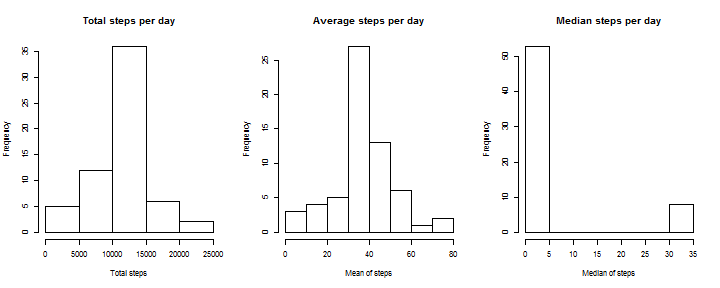 Total steps per day
Frequency
35
30
25
20
15
10
5
0
0 5000 10000 15000 20000 25000
Total steps
Average steps per day
Frequency
25
20
15
10
5
0
0 20 40 60 80
Mean of steps
Median steps per day
Frequency
50
40
30
20
10
0
0 5 10 15 20 25 30 35
Median of steps